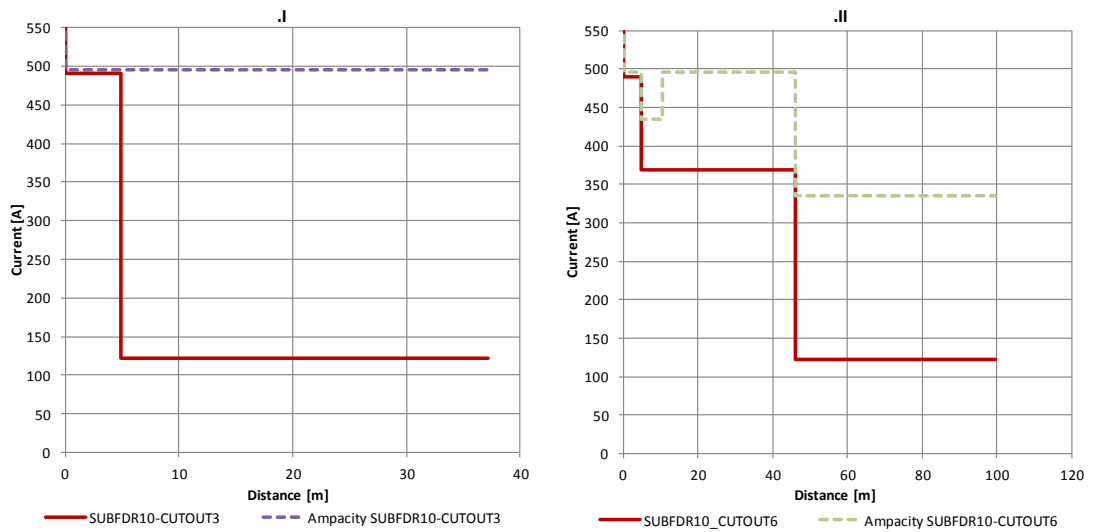 .I
550
500
450
400
350
300
250
200
150
100
50
0
Current [A]
0 10 20 30 40
Distance [m]
SUBFDR10-CUTOUT3 Ampacity SUBFDR10-CUTOUT3
.II
550
500
450
400
350
300
250
200
150
100
50
0
Current [A]
0 20 40 60 80 100 120
Distance [m]
SUBFDR10_CUTOUT6 Ampacity SUBFDR10-CUTOUT6